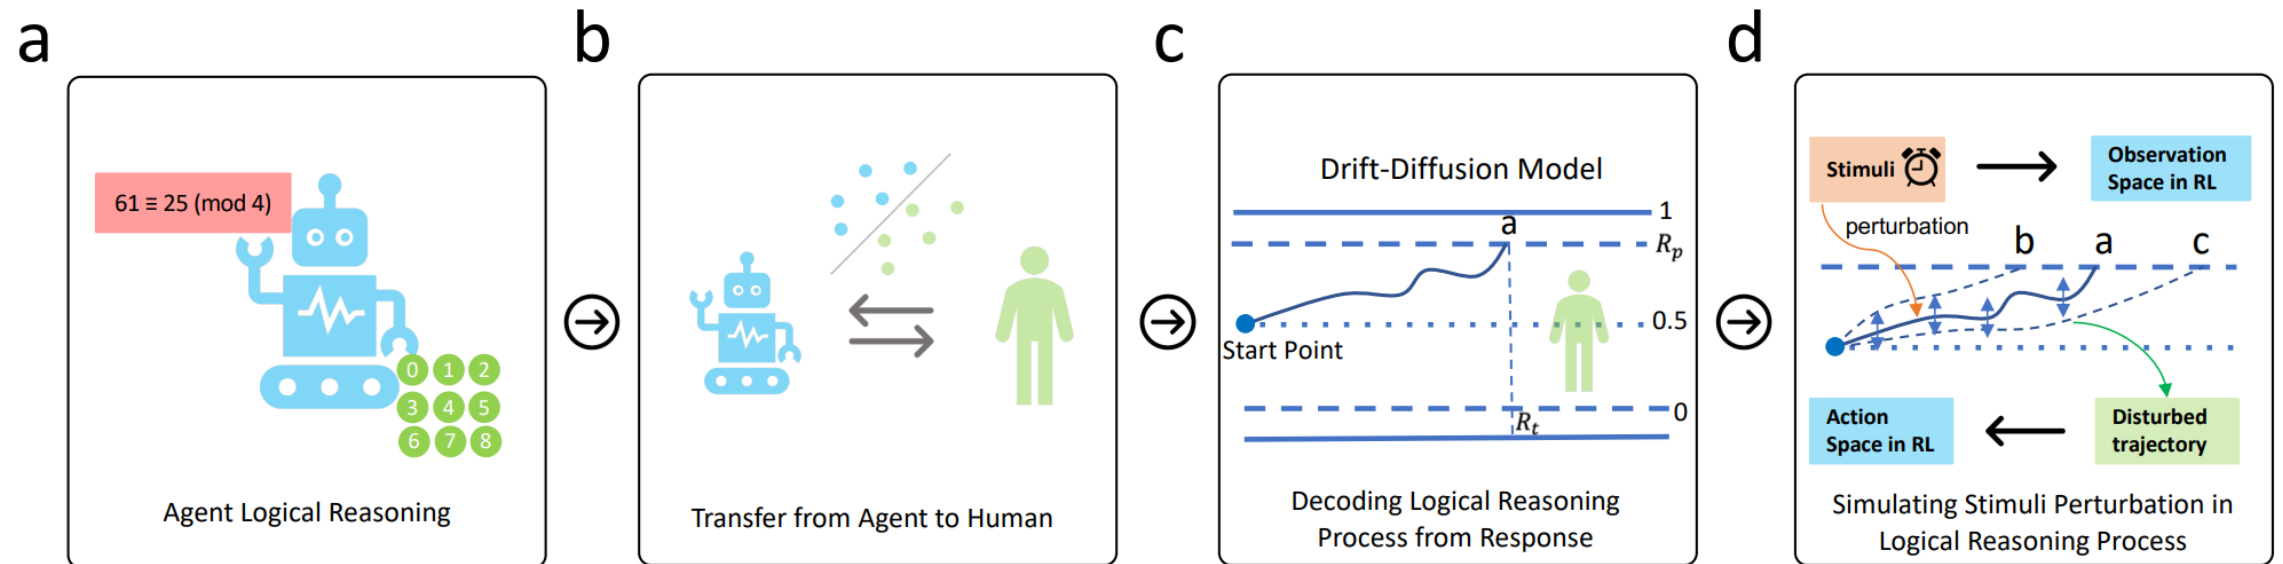 a
61 ≡ 25 (mod 4)
0 1 2
3 4 5
6 7 8
Agent Logical Reasoning
b
Transfer from Agent to Human
c
Drift-Diffusion Model
1
a
R_p
0.5
Start Point
0
R_t
Decoding Logical Reasoning
Process from Response
d
Stimuli
Observation
Space in RL
perturbation
b a c
Action
Space in RL
Disturbed
trajectory
Simulating Stimuli Perturbation in
Logical Reasoning Process